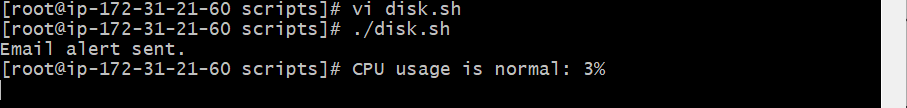 [root@ip-172-31-21-60 scripts]# vi disk.sh
[root@ip-172-31-21-60 scripts]# ./disk.sh
Email alert sent.
[root@ip-172-31-21-60 scripts]# CPU usage is normal: 3%